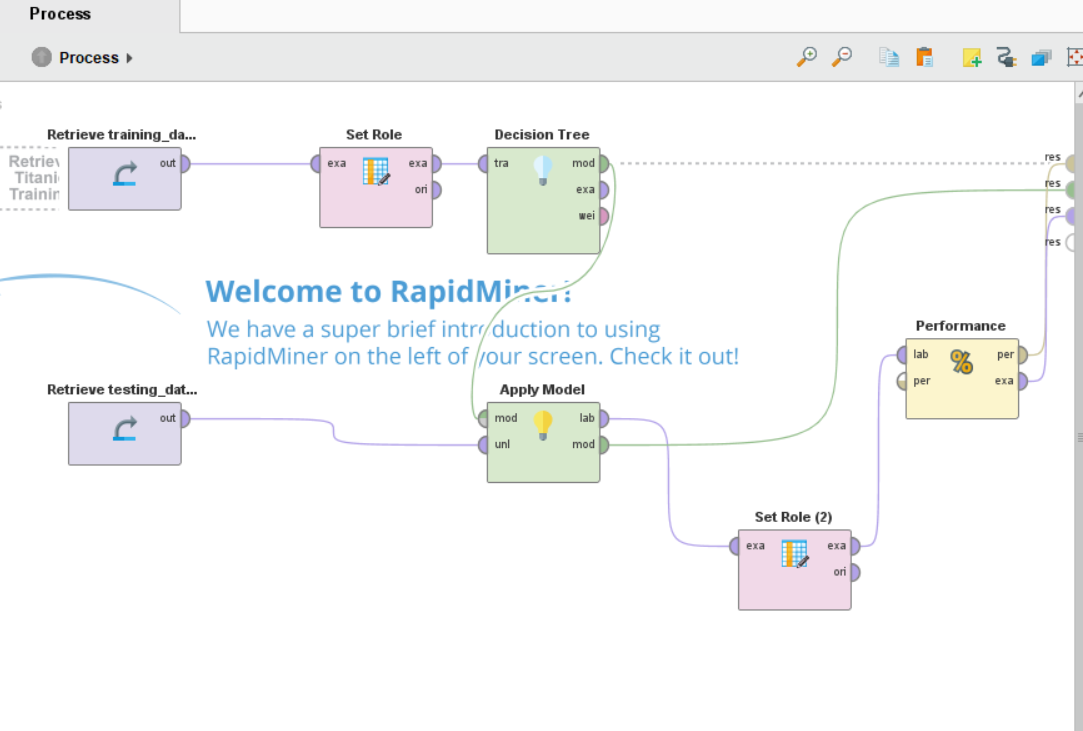 Process
Process
Retrieve training_da...
Set Role
Decision Tree
out
exa
exa
ori
tra
mod
exa
wei
res
res
res
res
Welcome to RapidMiner!
We have a super brief introduction to using
RapidMiner on the left of your screen. Check it out!
Performance
lab
per
per
exa
Retrieve testing_dat...
Apply Model
out
mod
lab
unl
mod
Set Role (2)
exa
exa
ori